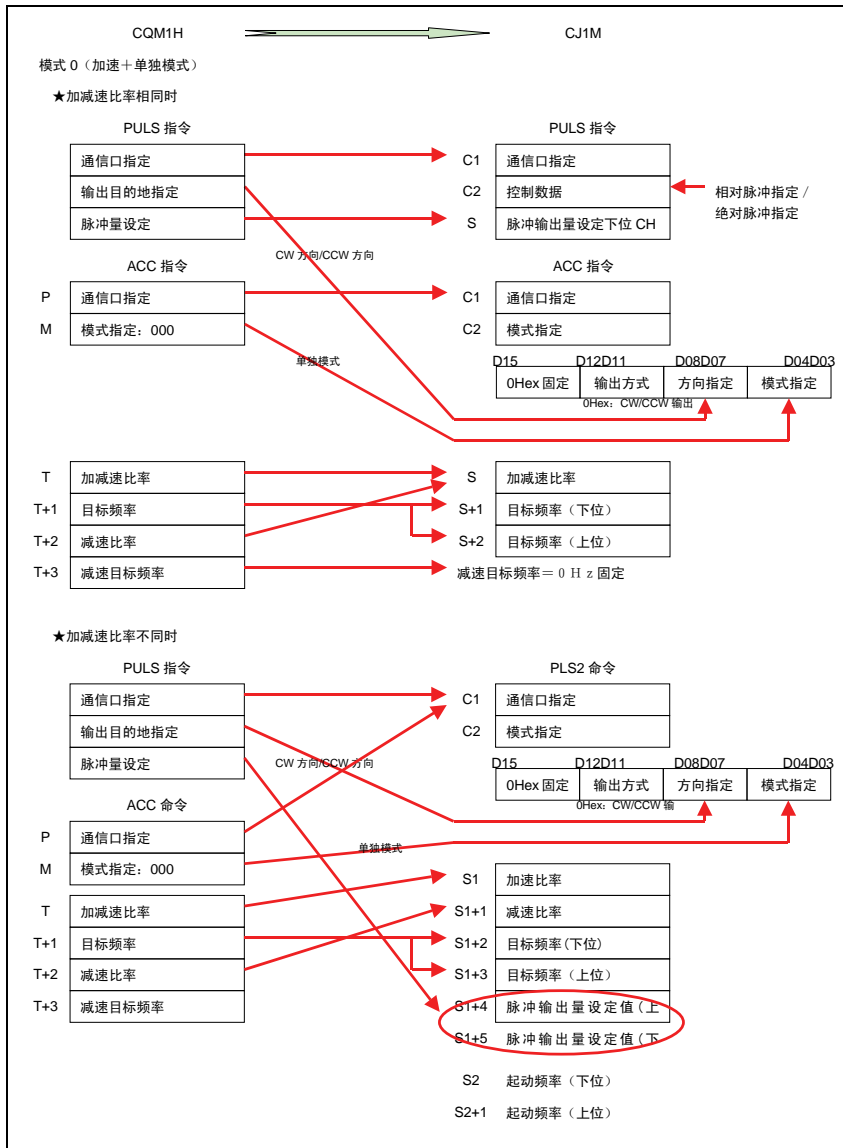 CQM1H CJ1M
模式 0（加速＋单独模式）
★加减速比率相同时
PULS 指令 PULS 指令
通信口指定 C1 通信口指定
输出目的地指定 C2 控制数据 相对脉冲指定 /
绝对脉冲指定
脉冲量设定 S 脉冲输出量设定下位 CH
CW 方向/CCW 方向
ACC 指令 ACC 指令
P 通信口指定 C1 通信口指定
M 模式指定：000 C2 模式指定
单独模式
D15 D12D11 D08D07 D04D03
0Hex 固定 输出方式 方向指定 模式指定
0Hex：CW/CCW 输出
T 加减速比率 S 加减速比率
T+1 目标频率 S+1 目标频率（下位）
T+2 减速比率 S+2 目标频率（上位）
T+3 减速目标频率 减速目标频率＝０Ｈｚ固定
★加减速比率不同时
PULS 指令 PLS2 命令
通信口指定 C1 通信口指定
输出目的地指定 C2 模式指定
脉冲量设定
CW 方向/CCW 方向
D15 D12D11 D08D07 D04D03
0Hex 固定 输出方式 方向指定 模式指定
0Hex：CW/CCW 输
ACC 命令
P 通信口指定
M 模式指定：000
单独模式
T 加减速比率 S1 加速比率
T+1 目标频率 S1+1 减速比率
T+2 减速比率 S1+2 目标频率(下位)
T+3 减速目标频率 S1+3 目标频率（上位）
S1+4 脉冲输出量设定值(上
S1+5 脉冲输出量设定值(下
S2 起动频率（下位）
S2+1 起动频率（上位）